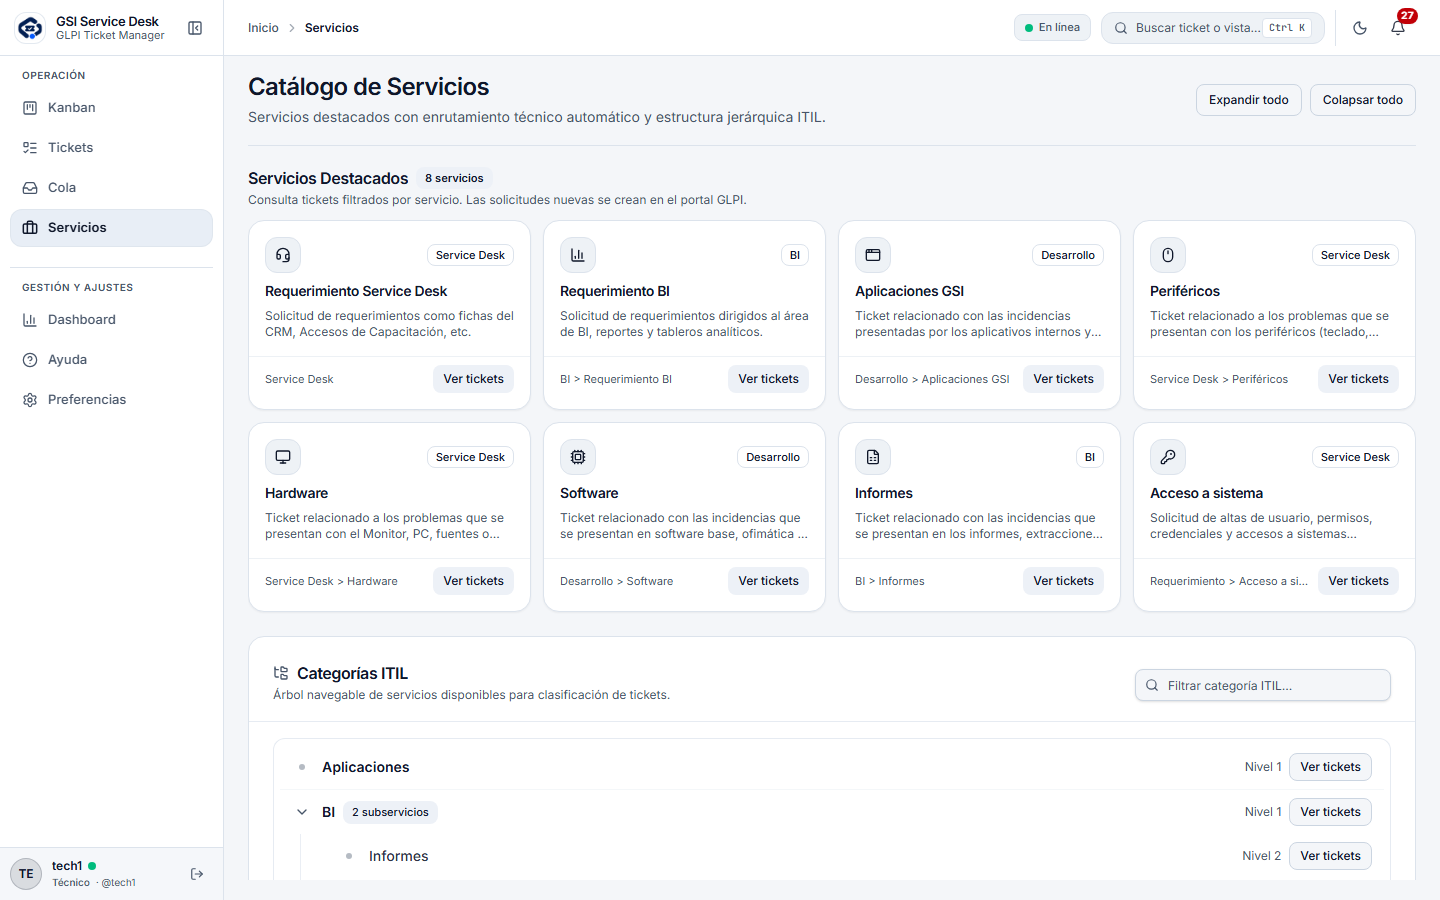 GSI Service Desk
GLPI Ticket Manager
OPERACIÓN
Kanban
Tickets
Cola
Servicios
GESTIÓN Y AJUSTES
Dashboard
Ayuda
Preferencias
TE
tech1
Técnico · @tech1
Inicio > Servicios
En línea
Buscar ticket o vista... Ctrl K
27
Catálogo de Servicios
Servicios destacados con enrutamiento técnico automático y estructura jerárquica ITIL.
Expandir todo
Colapsar todo
Servicios Destacados 8 servicios
Consulta tickets filtrados por servicio. Las solicitudes nuevas se crean en el portal GLPI.
Service Desk
Requerimiento Service Desk
Solicitud de requerimientos como fichas del
CRM, Accesos de Capacitación, etc.
Service Desk
Ver tickets
BI
Requerimiento BI
Solicitud de requerimientos dirigidos al área
de BI, reportes y tableros analíticos.
BI > Requerimiento BI
Ver tickets
Desarrollo
Aplicaciones GSI
Ticket relacionado con las incidencias
presentadas por los aplicativos internos y...
Desarrollo > Aplicaciones GSI
Ver tickets
Service Desk
Periféricos
Ticket relacionado a los problemas que se
presentan con los periféricos (teclado,...
Service Desk > Periféricos
Ver tickets
Service Desk
Hardware
Ticket relacionado a los problemas que se
presentan con el Monitor, PC, fuentes o...
Service Desk > Hardware
Ver tickets
Desarrollo
Software
Ticket relacionado con las incidencias que
se presentan en software base, ofimática ...
Desarrollo > Software
Ver tickets
BI
Informes
Ticket relacionado con las incidencias que
se presentan en los informes, extraccione...
BI > Informes
Ver tickets
Service Desk
Acceso a sistema
Solicitud de altas de usuario, permisos,
credenciales y accesos a sistemas...
Requerimiento > Acceso a si...
Ver tickets
Categorías ITIL
Árbol navegable de servicios disponibles para clasificación de tickets.
Filtrar categoría ITIL...
Aplicaciones
Nivel 1 Ver tickets
BI 2 subservicios
Nivel 1 Ver tickets
Informes
Nivel 2 Ver tickets